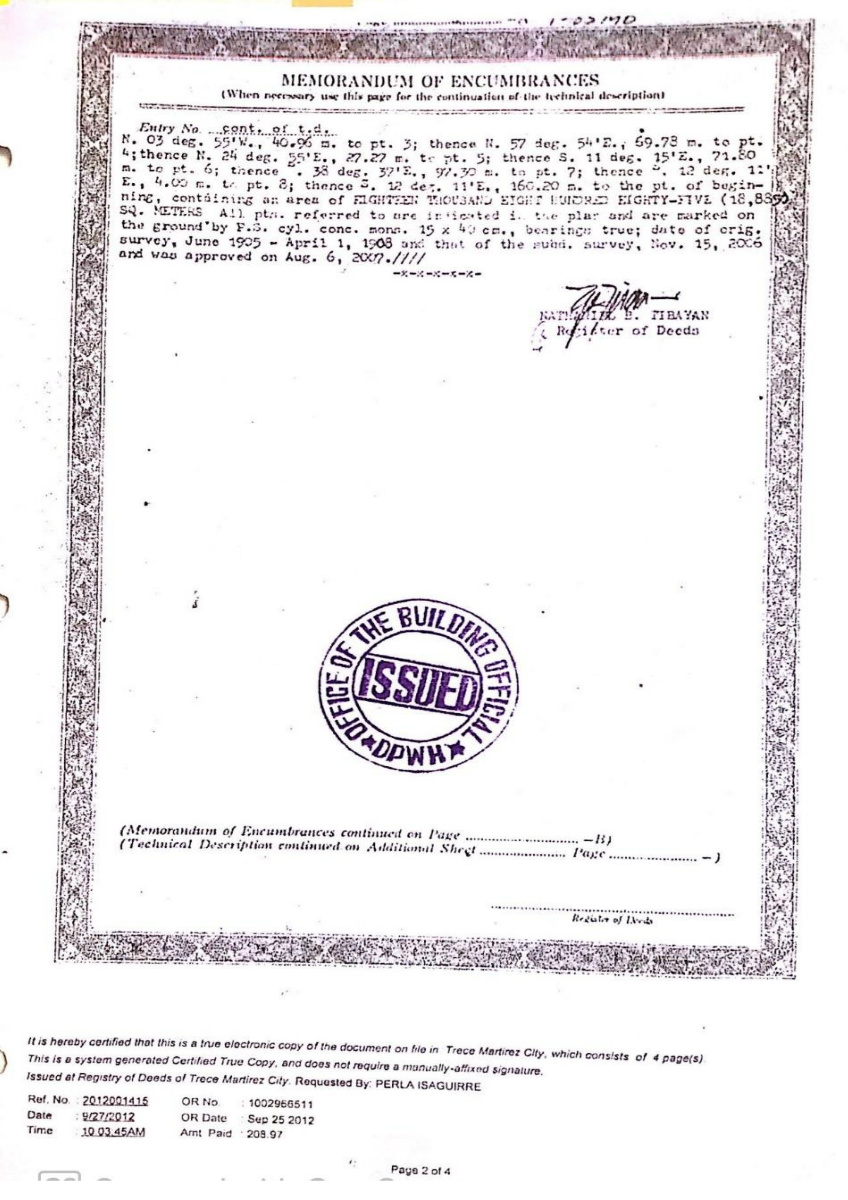 MEMORANDUM OF ENCUMBRANCES
(When necessary use this page for the continuation of the technical description)
Entry No. cont. of t.d.
N. 03 deg. 55'W., 40.96 m. to pt. 3; thence N. 57 deg. 54'E., 69.78 m. to pt.
4;thence N. 24 deg. 55'E., 27.27 m. to pt. 5; thence S. 11 deg. 15'E., 71.80
m. to pt. 6; thence 38 deg. 37'E., 97.30 m. to pt. 7; thence 12 deg. 11'
E., 4.00 m. to pt. 8; thence S. 12 deg. 11'E., 160.20 m. to the pt. of begin-
ning, containing an area of EIGHTEEN THOUSAND EIGHT HUNDRED EIGHTY-FIVE (18,885)
SQ. METERS All pts. referred to are indicated in the plan and are marked on
the ground by P.S. cyl. conc. mons. 15 x 40 cm., bearings true; date of orig.
survey, June 1905 - April 1, 1908 and that of the subd. survey, Nov. 15, 2006
and was approved on Aug. 6, 2007.////
-x-x-x-x-x-
B. TIBAYAN
Register of Deeds
OFFICE OF THE BUILDING OFFICIAL
ISSUED
★DPWH★
(Memorandum of Encumbrances continued on Page .......................... —B)
(Technical Description continued on Additional Sheet .................... Page .................... —)
Register of Deeds
It is hereby certified that this is a true electronic copy of the document on file in Trece Martirez City, which consists of 4 page(s)
This is a system generated Certified True Copy, and does not require a manually-affixed signature.
Issued at Registry of Deeds of Trece Martirez City. Requested By: PERLA ISAGUIRRE
Ref. No. : 2012001415 OR No. : 1002966511
Date : 9/27/2012 OR Date : Sep 25 2012
Time : 10:03:45AM Amt Paid : 208.97
Page 2 of 4